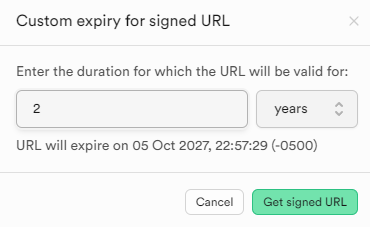 Custom expiry for signed URL
Enter the duration for which the URL will be valid for:
2
years
URL will expire on 05 Oct 2027, 22:57:29 (-0500)
Cancel
Get signed URL